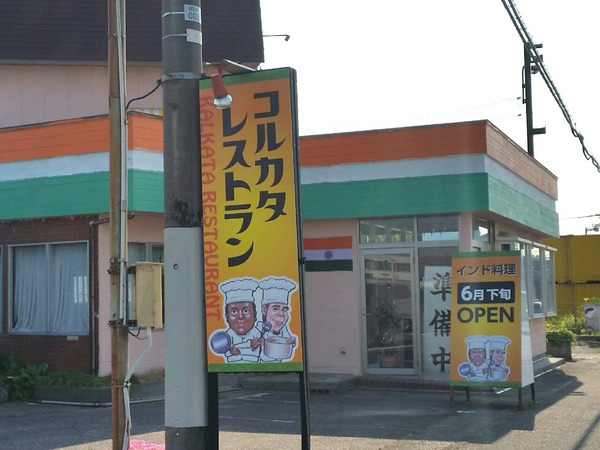 コルカタ
レストラン
KALKATA RESTAURANT
インド料理
6月下旬
OPEN
準備中